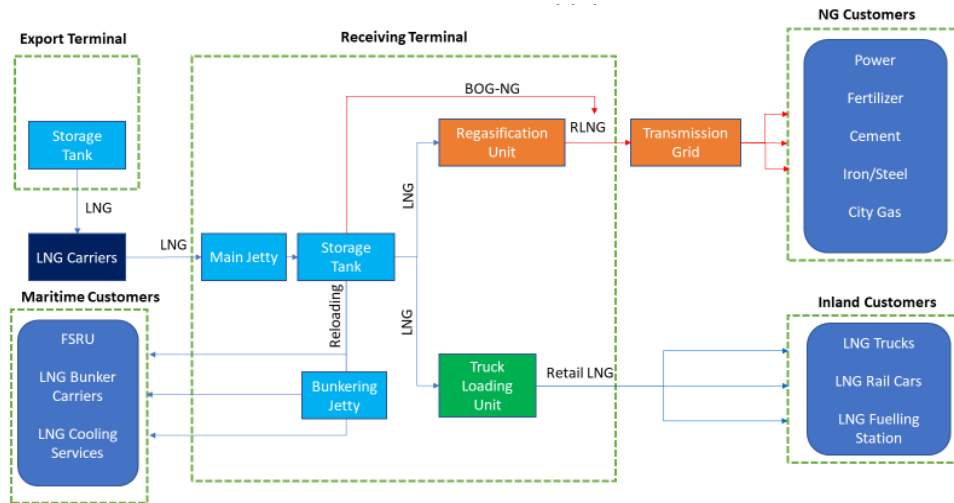 NG Customers
Export Terminal
Receiving Terminal
Power
Fertilizer
Cement
Iron/Steel
City Gas
BOG-NG
Storage
Tank
Regasification
Unit
RLNG
Transmission
Grid
LNG
LNG
LNG Carriers
LNG
Main Jetty
Storage
Tank
Maritime Customers
Inland Customers
FSRU
LNG Bunker
Carriers
LNG Cooling
Services
Reloading
LNG
Bunkering
Jetty
Truck
Loading
Unit
Retail LNG
LNG Trucks
LNG Rail Cars
LNG Fuelling
Station